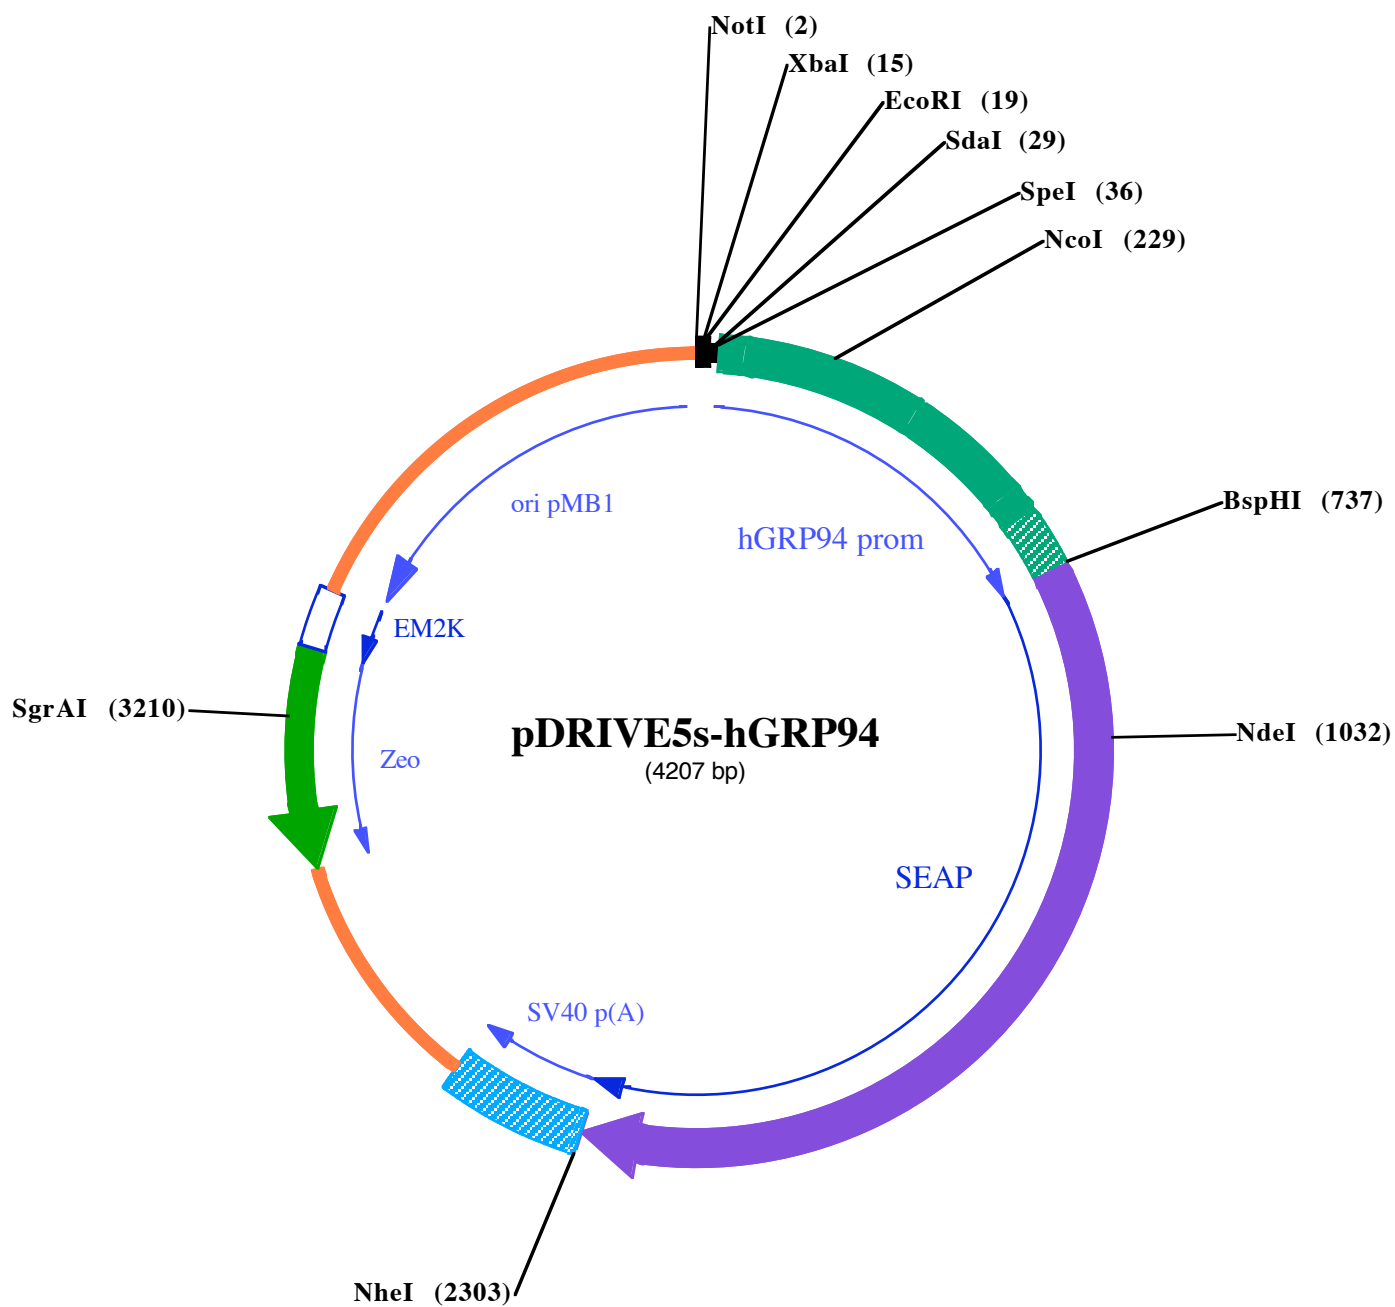 NotI (2)
XbaI (15)
EcoRI (19)
SdaI (29)
SpeI (36)
NcoI (229)
BspHI (737)
ori pMB1
hGRP94 prom
EM2K
SgrAI (3210)
pDRIVE5s-hGRP94
(4207 bp)
NdeI (1032)
Zeo
SEAP
SV40 p(A)
NheI (2303)